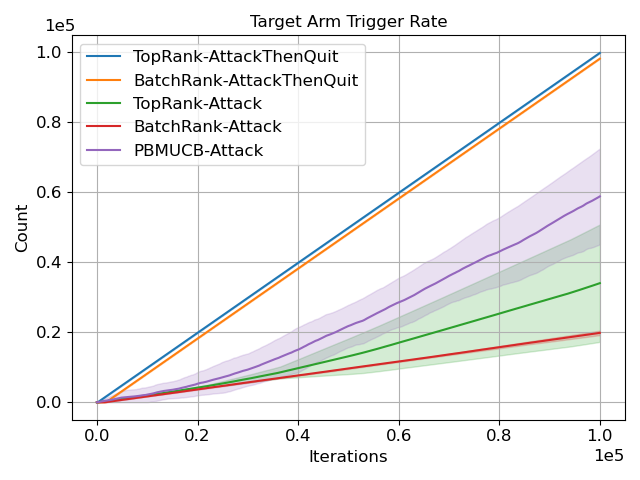 Target Arm Trigger Rate
1e5
TopRank-AttackThenQuit
BatchRank-AttackThenQuit
TopRank-Attack
BatchRank-Attack
PBMUCB-Attack
Count
1.0
0.8
0.6
0.4
0.2
0.0
0.0 0.2 0.4 0.6 0.8 1.0
Iterations
1e5